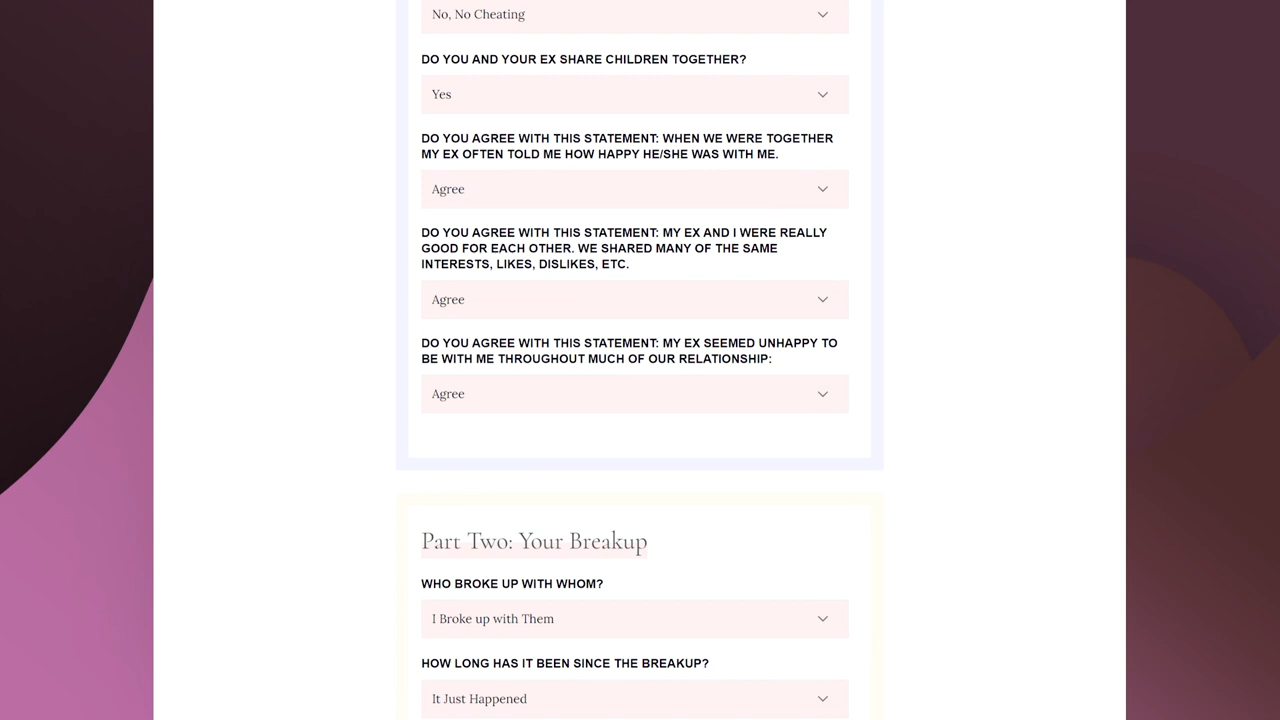 No, No Cheating
DO YOU AND YOUR EX SHARE CHILDREN TOGETHER?
Yes
DO YOU AGREE WITH THIS STATEMENT: WHEN WE WERE TOGETHER
MY EX OFTEN TOLD ME HOW HAPPY HE/SHE WAS WITH ME.
Agree
DO YOU AGREE WITH THIS STATEMENT: MY EX AND I WERE REALLY
GOOD FOR EACH OTHER. WE SHARED MANY OF THE SAME
INTERESTS, LIKES, DISLIKES, ETC.
Agree
DO YOU AGREE WITH THIS STATEMENT: MY EX SEEMED UNHAPPY TO
BE WITH ME THROUGHOUT MUCH OF OUR RELATIONSHIP:
Agree
Part Two: Your Breakup
WHO BROKE UP WITH WHOM?
I Broke up with Them
HOW LONG HAS IT BEEN SINCE THE BREAKUP?
It Just Happened